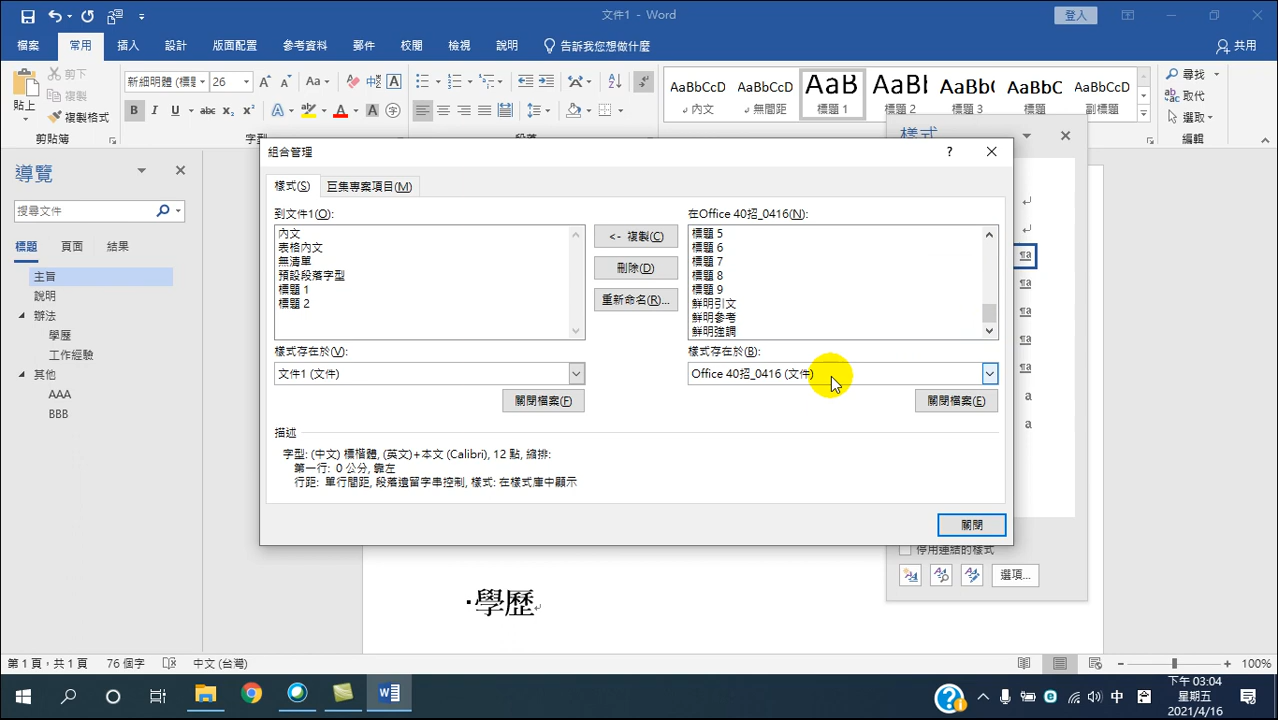 文件1 - Word
登入
檔案 常用 插入 設計 版面配置 參考資料 郵件 校閱 檢視 說明 告訴我您想做什麼 共用
貼上
剪下
複製
複製格式
剪貼簿
新細明體 (標 26
字型
段落
AaBbCcD AaBbCcD AaB AaBb AaBb( AaBbC AaBbCcD
內文 無間距 標題 1 標題 2 標題 3 標題 副標題
樣式
尋找
取代
選取
編輯
導覽
搜尋文件
標題 頁面 結果
主旨
說明
辦法
學歷
工作經驗
其他
AAA
BBB
組合管理
樣式(S) 巨集專案項目(M)
到文件1(O):
內文
表格內文
無清單
預設段落字型
標題 1
標題 2
<- 複製(C)
刪除(D)
重新命名(R)...
在Office 40招_0416(N):
標題 5
標題 6
標題 7
標題 8
標題 9
鮮明引文
鮮明參考
鮮明強調
樣式存在於(V):
文件1 (文件)
關閉檔案(F)
樣式存在於(B):
Office 40招_0416 (文件)
關閉檔案(E)
描述
字型: (中文) 標楷體, (英文)+本文 (Calibri), 12 點, 縮排:
第一行: 0 公分, 靠左
行距: 單行間距, 段落遺留字串控制, 樣式: 在樣式庫中顯示
關閉
停用連結的樣式
選項...
學歷
第 1 頁，共 1 頁 76 個字 中文 (台灣) 100%
中
下午 03:04
星期五
2021/4/16